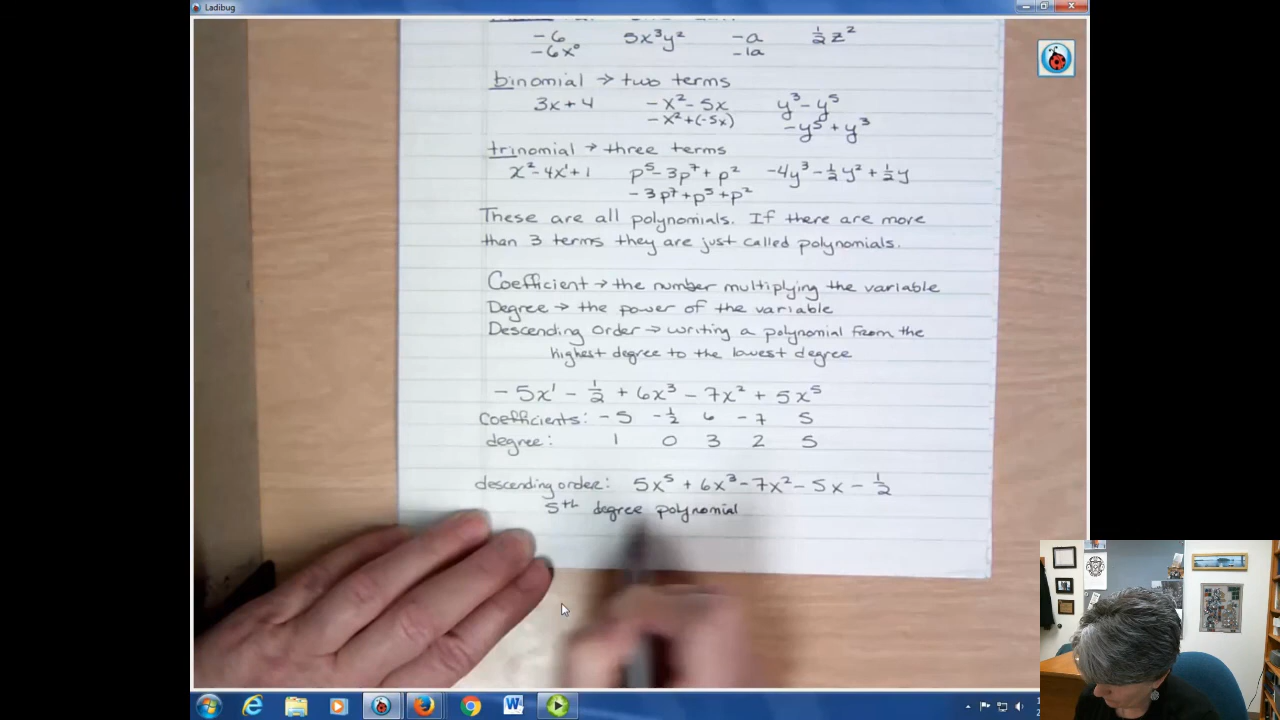 Ladibug
-6 5x³y² -a ½z²
-6x⁰ -1a
binomial → two terms
3x+4 -x²-5x y³-y⁵
-x²+(-5x) -y⁵+y³
trinomial → three terms
x²-4x¹+1 p⁵-3p⁷+p² -4y³-½y²+½y
-3p⁷+p⁵+p²
These are all polynomials. If there are more
than 3 terms they are just called polynomials.
Coefficient → the number multiplying the variable
Degree → the power of the variable
Descending Order → writing a polynomial from the
highest degree to the lowest degree
-5x¹ - ½ + 6x³ - 7x² + 5x⁵
Coefficients: -5 -½ 6 -7 5
degree: 1 0 3 2 5
descending order: 5x⁵+6x³-7x²-5x-½
5th degree polynomial